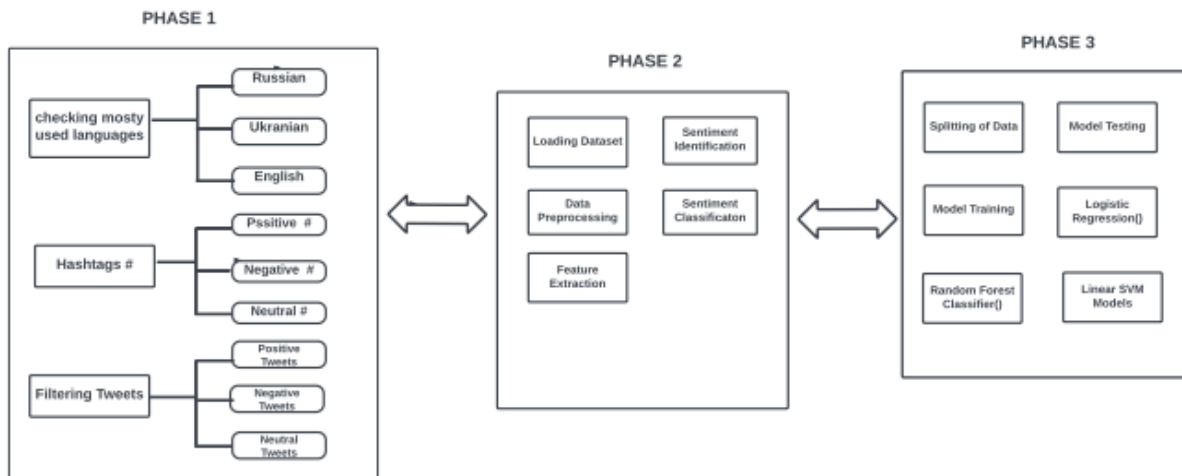 PHASE 1
checking mosty
used languages
Russian
Ukranian
English
Hashtags #
Pssitive #
Negative #
Neutral #
Filtering Tweets
Positive
Tweets
Negative
Tweets
Neutral
Tweets
PHASE 2
Loading Dataset
Sentiment
Identification
Data
Preprocessing
Sentiment
Classificaton
Feature
Extraction
PHASE 3
Splitting of Data
Model Testing
Model Training
Logistic
Regression()
Random Forest
Classifier()
Linear SVM
Models